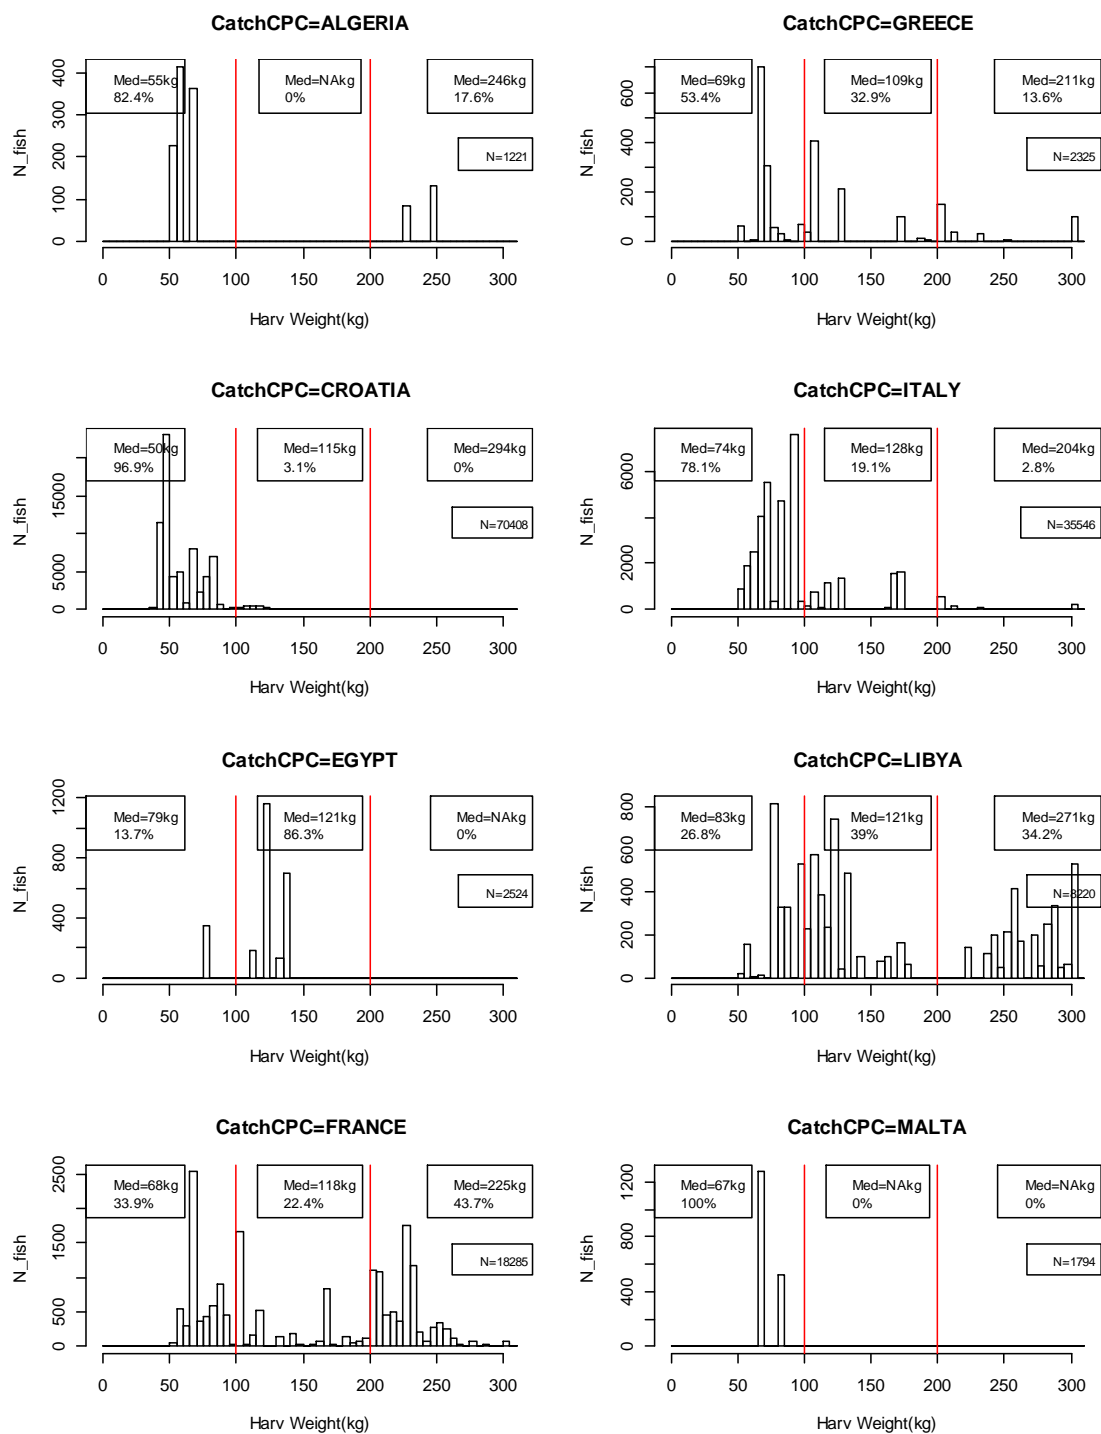 CatchCPC=ALGERIA
Med=55kg
82.4%
Med=NAkg
0%
Med=246kg
17.6%
N=1221
N_fish
0 100 200 300 400
0 50 100 150 200 250 300
Harv Weight(kg)
CatchCPC=GREECE
Med=69kg
53.4%
Med=109kg
32.9%
Med=211kg
13.6%
N=2325
N_fish
0 200 400 600
0 50 100 150 200 250 300
Harv Weight(kg)
CatchCPC=CROATIA
Med=50kg
96.9%
Med=115kg
3.1%
Med=294kg
0%
N=70408
N_fish
0 5000 15000
0 50 100 150 200 250 300
Harv Weight(kg)
CatchCPC=ITALY
Med=74kg
78.1%
Med=128kg
19.1%
Med=204kg
2.8%
N=35546
N_fish
0 2000 6000
0 50 100 150 200 250 300
Harv Weight(kg)
CatchCPC=EGYPT
Med=79kg
13.7%
Med=121kg
86.3%
Med=NAkg
0%
N=2524
N_fish
0 400 800 1200
0 50 100 150 200 250 300
Harv Weight(kg)
CatchCPC=LIBYA
Med=83kg
26.8%
Med=121kg
39%
Med=271kg
34.2%
N=8220
N_fish
0 200 400 600 800
0 50 100 150 200 250 300
Harv Weight(kg)
CatchCPC=FRANCE
Med=68kg
33.9%
Med=118kg
22.4%
Med=225kg
43.7%
N=18285
N_fish
0 500 1500 2500
0 50 100 150 200 250 300
Harv Weight(kg)
CatchCPC=MALTA
Med=67kg
100%
Med=NAkg
0%
Med=NAkg
0%
N=1794
N_fish
0 400 800 1200
0 50 100 150 200 250 300
Harv Weight(kg)